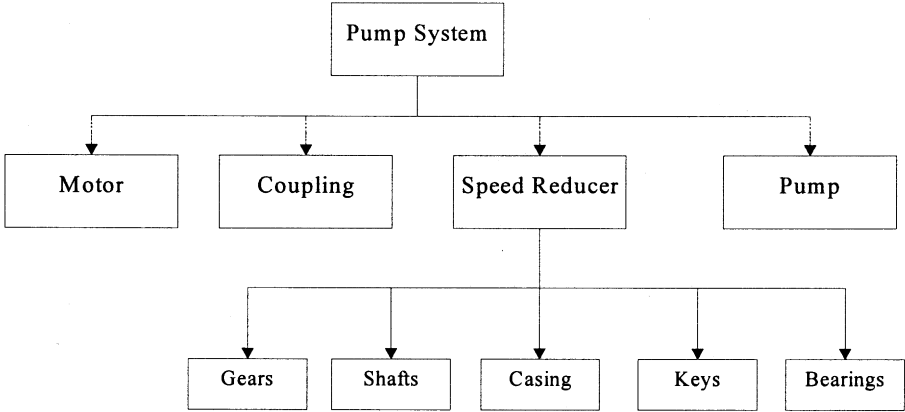 Pump System
Motor
Coupling
Speed Reducer
Pump
Gears
Shafts
Casing
Keys
Bearings